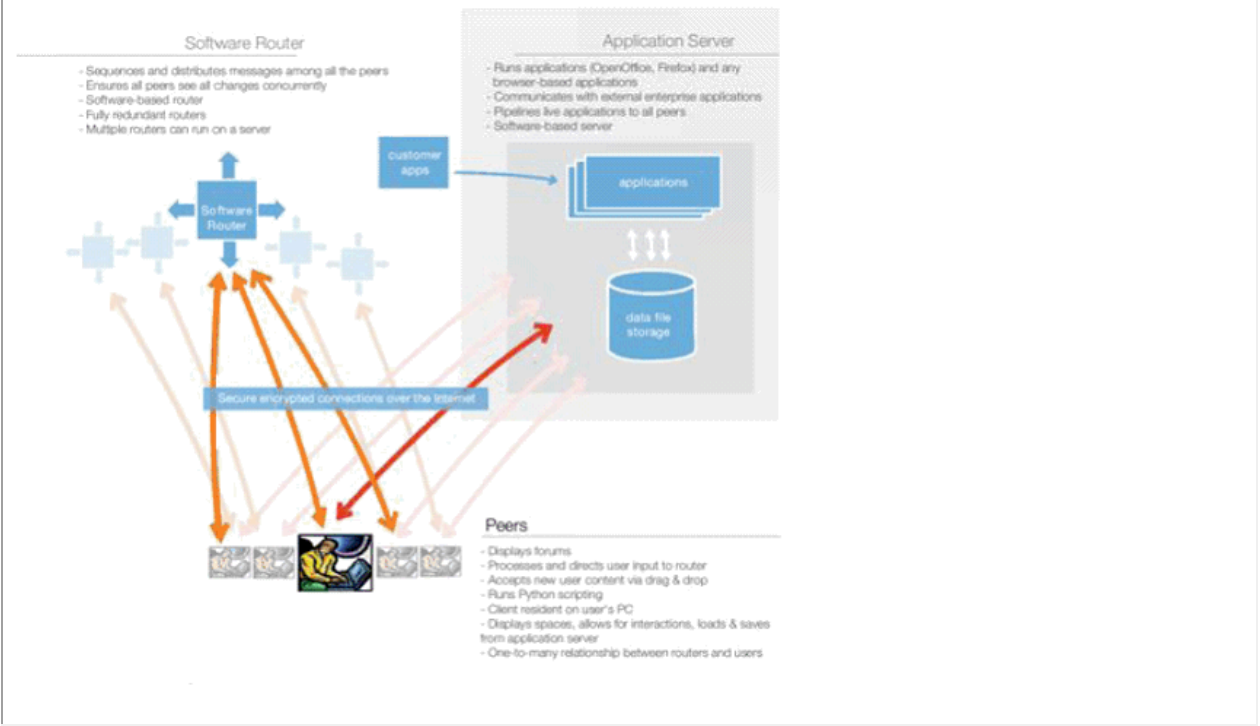 Software Router
- Sequences and distributes messages among all the peers
- Ensures all peers see all changes concurrently
- Software-based router
- Fully redundant routers
- Multiple routers can run on a server
Application Server
- Runs applications (OpenOffice, Firefox) and any
browser-based applications
- Communicates with external enterprise applications
- Pipelines live applications to all peers
- Software-based server
customer
apps
applications
Software
Router
data file
storage
Secure encrypted connections over the Internet
Peers
- Displays forums
- Processes and directs user input to router
- Accepts new user content via drag & drop
- Runs Python scripting
- Client resident on user's PC
- Displays spaces, allows for interactions, loads & saves
from application server
- One-to-many relationship between routers and users